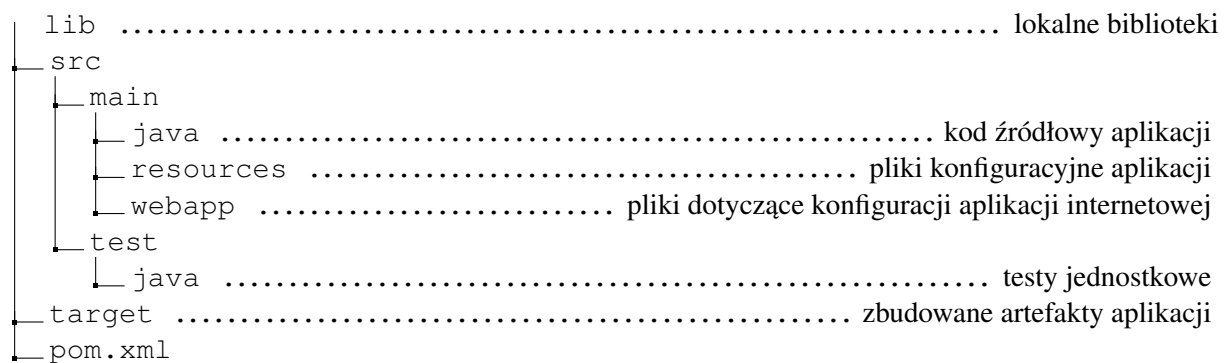 lib ........ lokalne biblioteki
src
main
java ........ kod źródłowy aplikacji
resources ........ pliki konfiguracyjne aplikacji
webapp ........ pliki dotyczące konfiguracji aplikacji internetowej
test
java ........ testy jednostkowe
target ........ zbudowane artefakty aplikacji
pom.xml